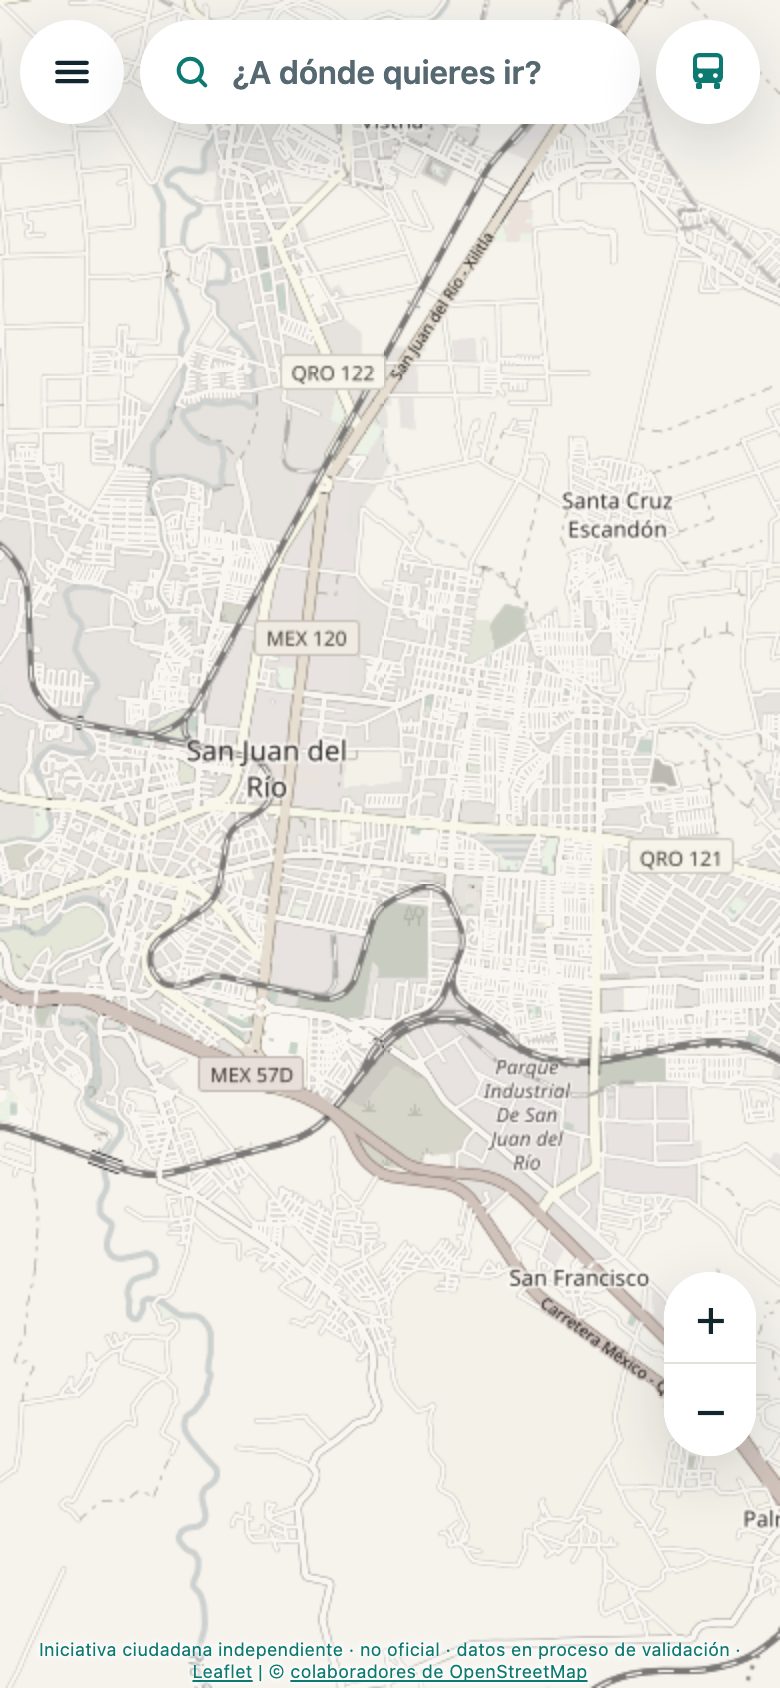 ¿A dónde quieres ir?
San Juan del Río - Xilitla
QRO 122
Santa Cruz
Escandón
MEX 120
San Juan del
Río
QRO 121
MEX 57D
Parque
Industrial
De San
Juan del
Río
San Francisco
+
Carretera México -
−
Iniciativa ciudadana independiente · no oficial · datos en proceso de validación ·
Leaflet | © colaboradores de OpenStreetMap